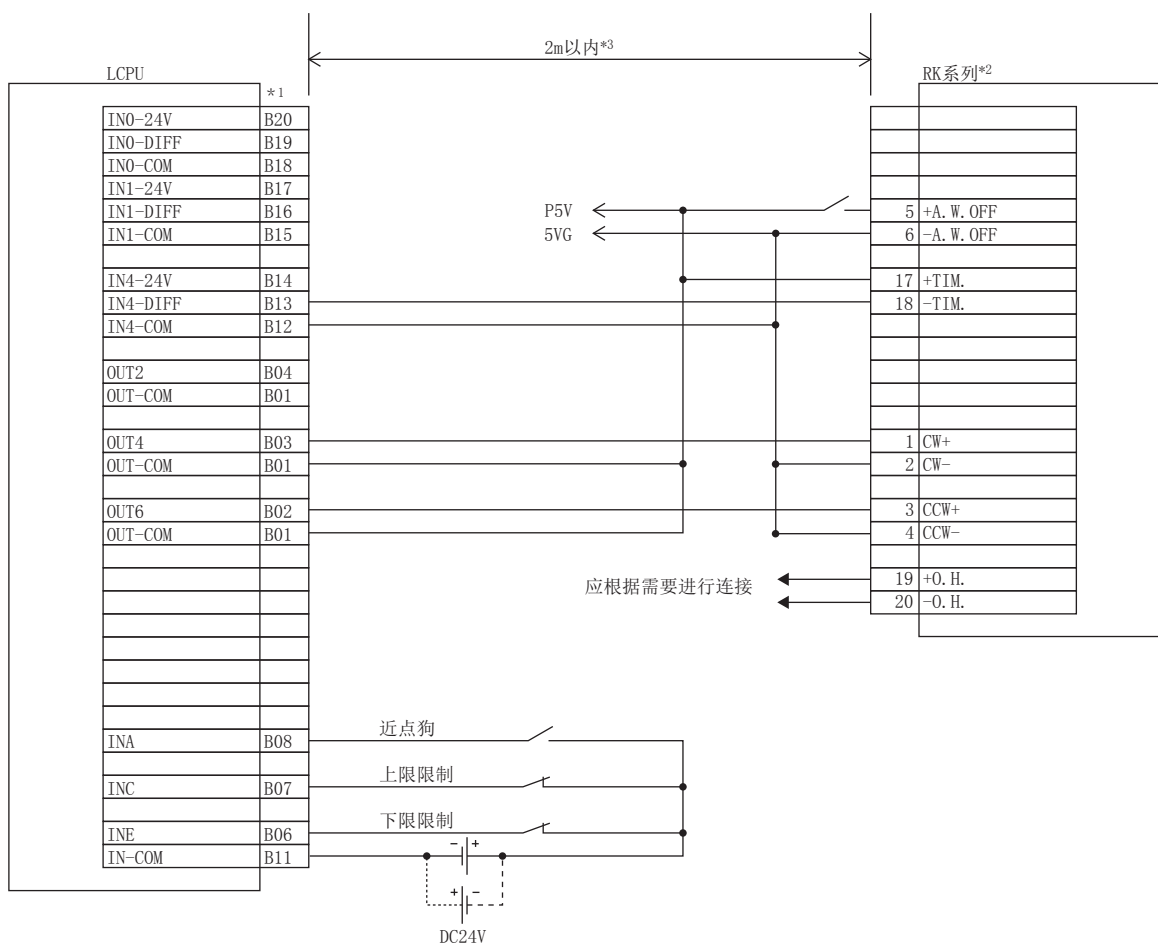 2m以内*3
LCPU
*1
RK系列*2
IN0-24V B20
IN0-DIFF B19
IN0-COM B18
IN1-24V B17
IN1-DIFF B16
IN1-COM B15
IN4-24V B14
IN4-DIFF B13
IN4-COM B12
OUT2 B04
OUT-COM B01
OUT4 B03
OUT-COM B01
OUT6 B02
OUT-COM B01
INA B08
INC B07
INE B06
IN-COM B11
P5V
5VG
5 +A.W.OFF
6 -A.W.OFF
17 +TIM.
18 -TIM.
1 CW+
2 CW-
3 CCW+
4 CCW-
19 +O.H.
20 -O.H.
应根据需要进行连接
近点狗
上限限制
下限限制
- +
+ -
DC24V